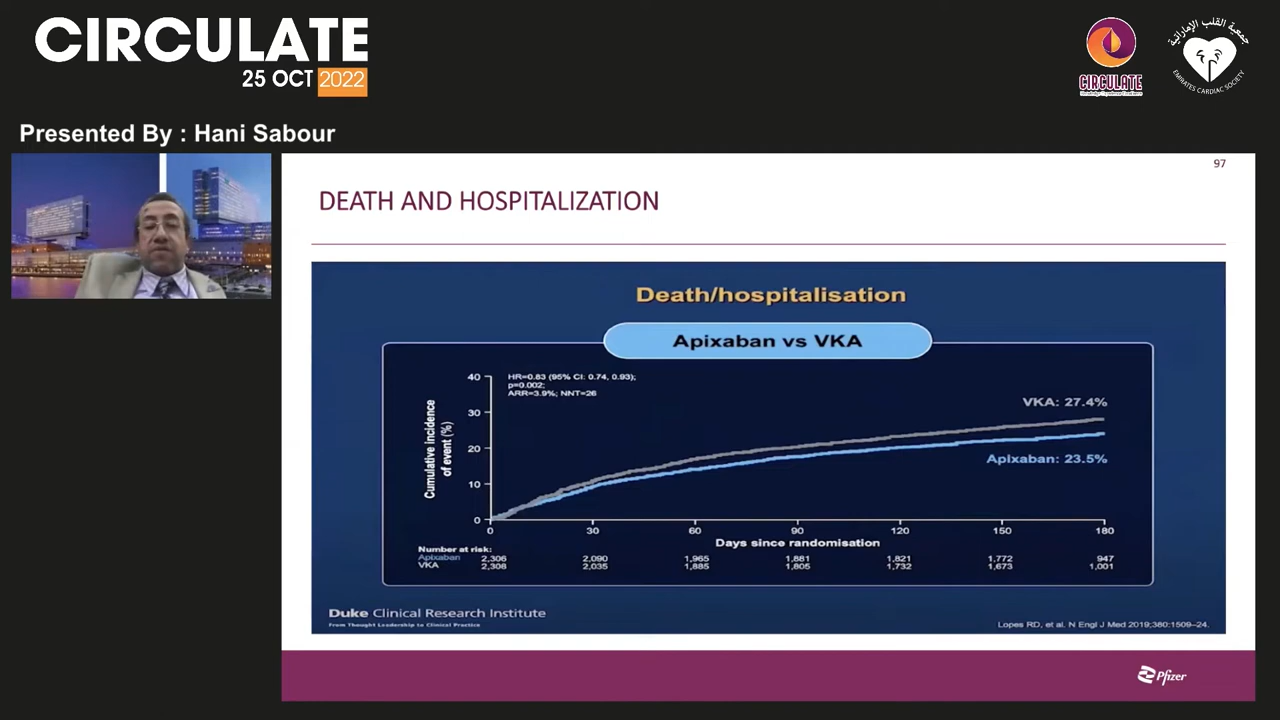 CIRCULATE
25 OCT 2022
CIRCULATE
جمعية القلب الإماراتية
EMIRATES CARDIAC SOCIETY
Presented By : Hani Sabour
97
DEATH AND HOSPITALIZATION
Death/hospitalisation
Apixaban vs VKA
HR=0.83 (95% CI: 0.74, 0.93);
p=0.002;
ARR=3.9%; NNT=26
Cumulative incidence
of event (%)
40
30
20
10
0
VKA: 27.4%
Apixaban: 23.5%
0 30 60 90 120 150 180
Days since randomisation
Number at risk:
Apixaban 2,306 2,090 1,965 1,881 1,821 1,772 947
VKA 2,308 2,035 1,885 1,805 1,732 1,673 1,001
Duke Clinical Research Institute
From Thought Leadership to Clinical Practice
Lopes RD, et al. N Engl J Med 2019;380:1509–24.
Pfizer